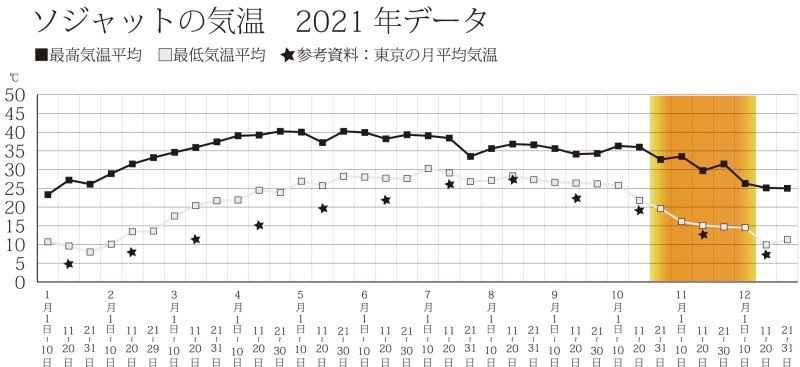 ソジャットの気温　2021年データ
■最高気温平均　□最低気温平均　★参考資料：東京の月平均気温
℃
50
45
40
35
30
25
20
15
10
5
0
1月1日~10日
11~20日
21~31日
2月1日~10日
11~20日
21~29日
3月1日~10日
11~20日
21~31日
4月1日~10日
11~20日
21~30日
5月1日~10日
11~20日
21~31日
6月1日~10日
11~20日
21~30日
7月1日~10日
11~20日
21~31日
8月1日~10日
11~20日
21~31日
9月1日~10日
11~20日
21~30日
10月1日~10日
11~20日
21~31日
11月1日~10日
11~20日
21~30日
12月1日~10日
11~20日
21~31日